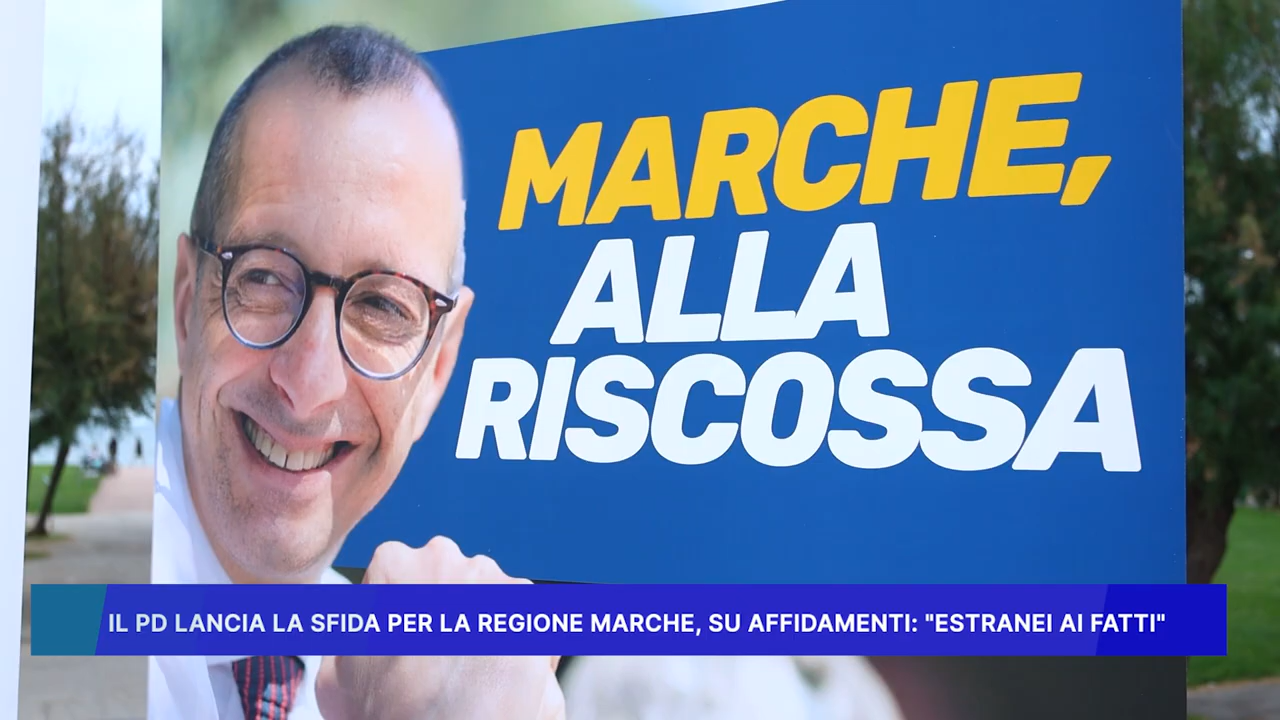 MARCHE,
ALLA
RISCOSSA
IL PD LANCIA LA SFIDA PER LA REGIONE MARCHE, SU AFFIDAMENTI: "ESTRANEI AI FATTI"